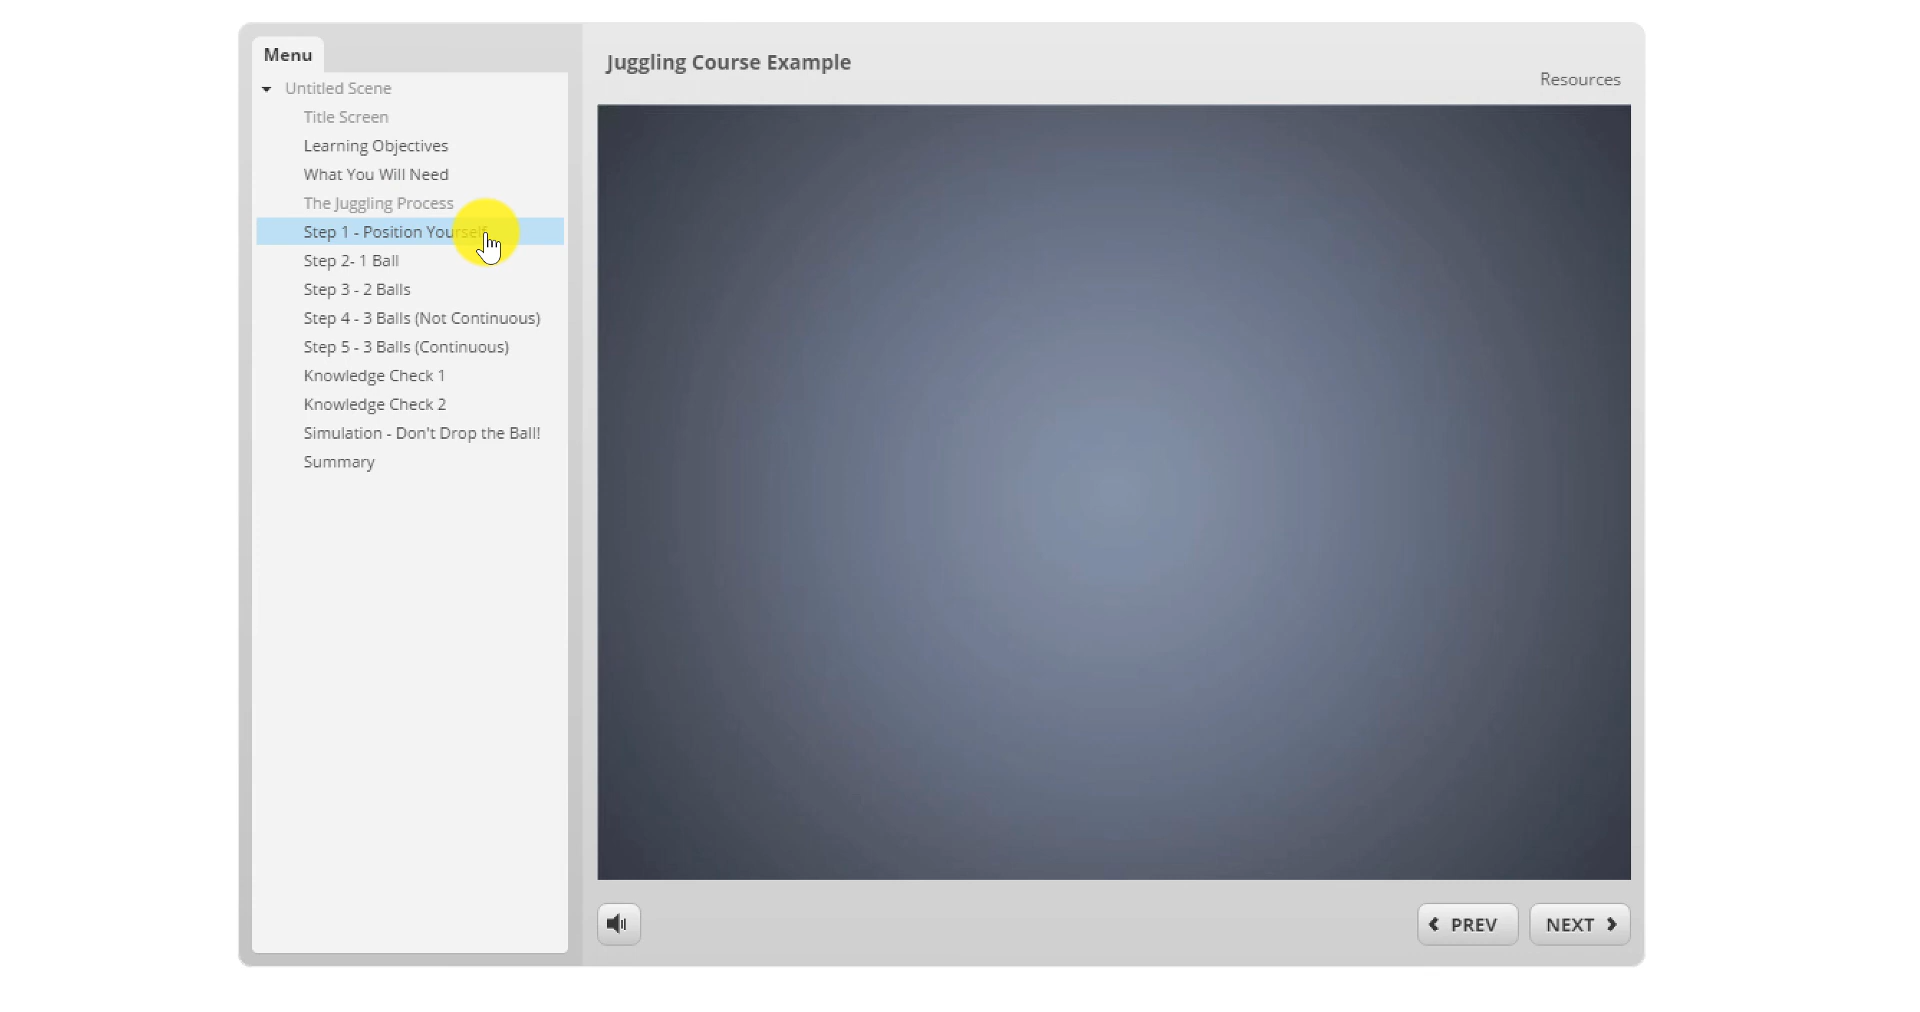 Menu
Untitled Scene
Title Screen
Learning Objectives
What You Will Need
The Juggling Process
Step 1 - Position Yourself
Step 2- 1 Ball
Step 3 - 2 Balls
Step 4 - 3 Balls (Not Continuous)
Step 5 - 3 Balls (Continuous)
Knowledge Check 1
Knowledge Check 2
Simulation - Don't Drop the Ball!
Summary
Juggling Course Example
Resources
PREV
NEXT